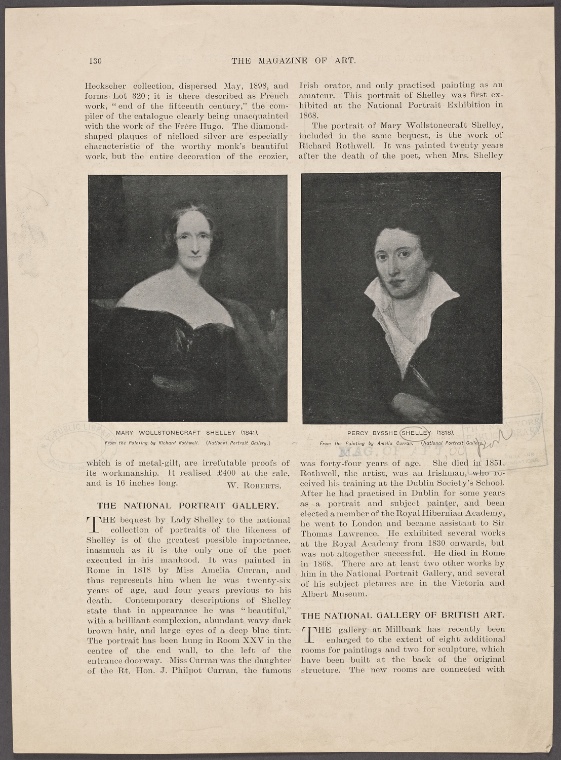 136
THE MAGAZINE OF ART.
Heckscher collection, dispersed May, 1898, and
forms Lot 320; it is there described as French
work, "end of the fifteenth century," the com-
piler of the catalogue clearly being unacquainted
with the work of the Frère Hugo. The diamond-
shaped plaques of nielloed silver are especially
characteristic of the worthy monk's beautiful
work, but the entire decoration of the crozier,
Irish orator, and only practised painting as an
amateur. This portrait of Shelley was first ex-
hibited at the National Portrait Exhibition in
1868.
The portrait of Mary Wollstonecraft Shelley,
included in the same bequest, is the work of
Richard Rothwell. It was painted twenty years
after the death of the poet, when Mrs. Shelley
MARY WOLLSTONECRAFT SHELLEY (1841).
From the Painting by Richard Rothwell. (National Portrait Gallery.)
PERCY BYSSHE SHELLEY (1818).
From the Painting by Amelia Curran. (National Portrait Gallery.)
which is of metal-gilt, are irrefutable proofs of
its workmanship. It realised £400 at the sale,
and is 16 inches long.
W. ROBERTS.
THE NATIONAL PORTRAIT GALLERY.
THE bequest by Lady Shelley to the national
collection of portraits of the likeness of
Shelley is of the greatest possible importance,
inasmuch as it is the only one of the poet
executed in his manhood. It was painted in
Rome in 1818 by Miss Amelia Curran, and
thus represents him when he was twenty-six
years of age, and four years previous to his
death. Contemporary descriptions of Shelley
state that in appearance he was "beautiful,"
with a brilliant complexion, abundant wavy dark
brown hair, and large eyes of a deep blue tint.
The portrait has been hung in Room XXV in the
centre of the end wall, to the left of the
entrance doorway. Miss Curran was the daughter
of the Rt. Hon. J. Philpot Curran, the famous
was forty-four years of age. She died in 1851.
Rothwell, the artist, was an Irishman, who re-
ceived his training at the Dublin Society's School.
After he had practised in Dublin for some years
as a portrait and subject painter, and been
elected a member of the Royal Hibernian Academy,
he went to London and became assistant to Sir
Thomas Lawrence. He exhibited several works
at the Royal Academy from 1830 onwards, but
was not altogether successful. He died in Rome
in 1868. There are at least two other works by
him in the National Portrait Gallery, and several
of his subject pictures are in the Victoria and
Albert Museum.
THE NATIONAL GALLERY OF BRITISH ART.
THE gallery at Millbank has recently been
enlarged to the extent of eight additional
rooms for paintings and two for sculpture, which
have been built at the back of the original
structure. The new rooms are connected with